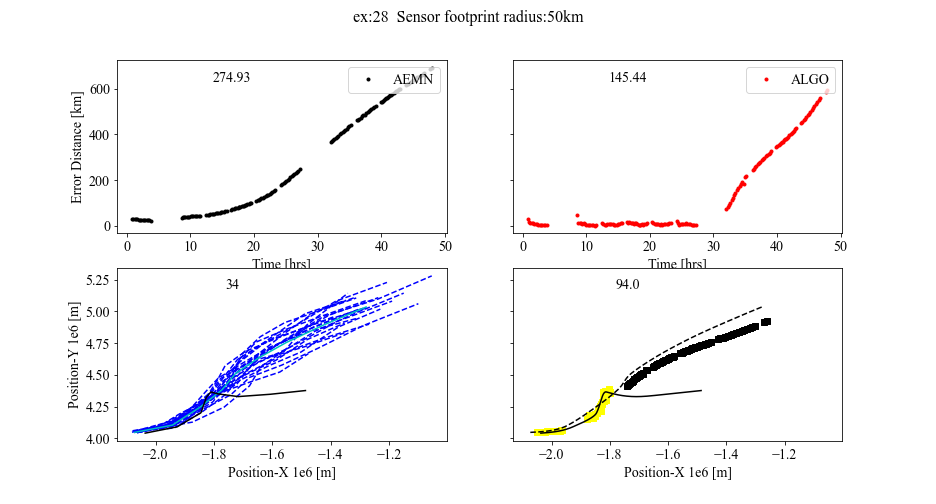 ex:28 Sensor footprint radius:50km
274.93
AEMN
145.44
ALGO
Error Distance [km]
600
400
200
0
0 10 20 30 40 50
0 10 20 30 40 50
Time [hrs]
Time [hrs]
34
94.0
Position-Y 1e6 [m]
5.25
5.00
4.75
4.50
4.25
4.00
−2.0 −1.8 −1.6 −1.4 −1.2
−2.0 −1.8 −1.6 −1.4 −1.2
Position-X 1e6 [m]
Position-X 1e6 [m]